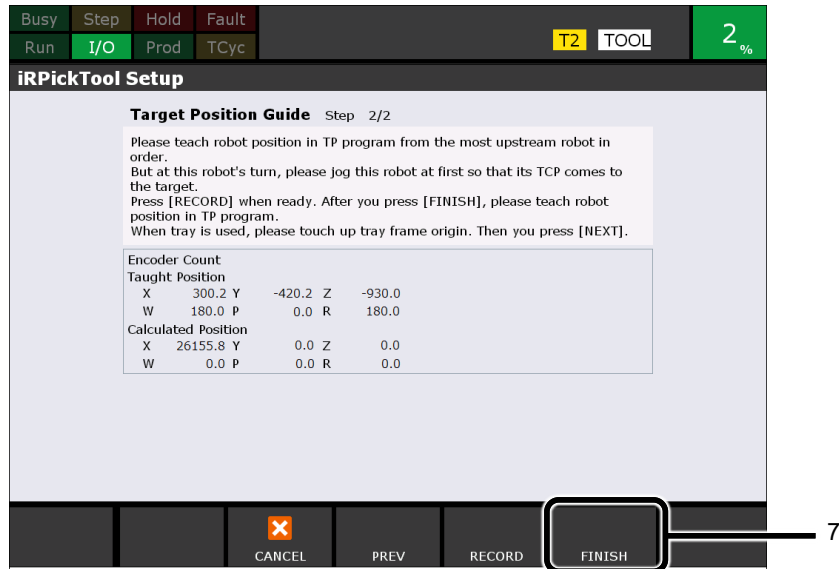 Busy Step Hold Fault
Run I/O Prod TCyc
T2 TOOL
2 %
iRPickTool Setup
Target Position Guide Step 2/2
Please teach robot position in TP program from the most upstream robot in
order.
But at this robot's turn, please jog this robot at first so that its TCP comes to
the target.
Press [RECORD] when ready. After you press [FINISH], please teach robot
position in TP program.
When tray is used, please touch up tray frame origin. Then you press [NEXT].
Encoder Count
Taught Position
X 300.2 Y -420.2 Z -930.0
W 180.0 P 0.0 R 180.0
Calculated Position
X 26155.8 Y 0.0 Z 0.0
W 0.0 P 0.0 R 0.0
CANCEL PREV RECORD FINISH
7